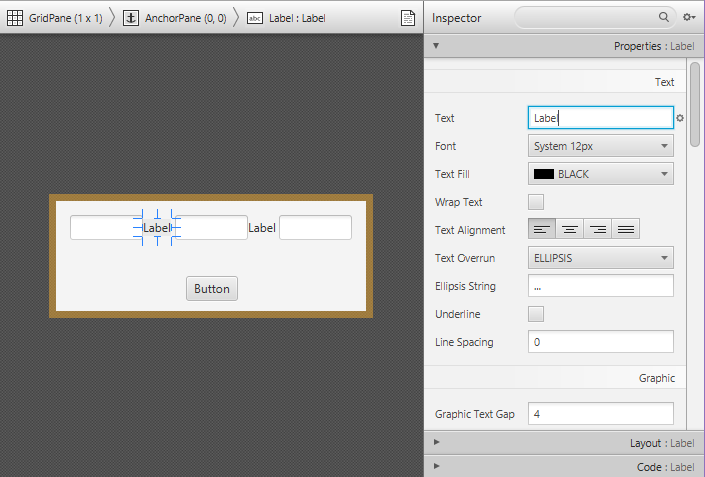 GridPane (1 x 1)
AnchorPane (0, 0)
abc
Label : Label
Inspector
Properties : Label
Text
Text
Label
Font
System 12px
Text Fill
BLACK
Wrap Text
Text Alignment
Text Overrun
ELLIPSIS
Ellipsis String
...
Underline
Line Spacing
0
Graphic
Graphic Text Gap
4
Layout : Label
Code : Label
Label
Label
Button